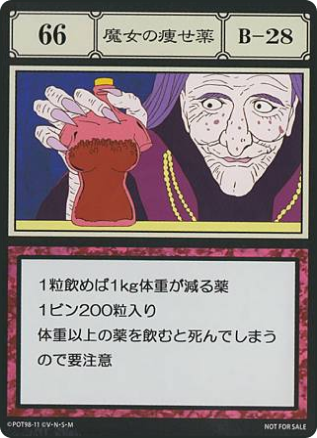 66
魔女の痩せ薬
B-28
1粒飲めば1kg体重が減る薬
1ビン200粒入り
体重以上の薬を飲むと死んでしまう
ので要注意
©POT98-11 ©V・N・S・M
NOT FOR SALE